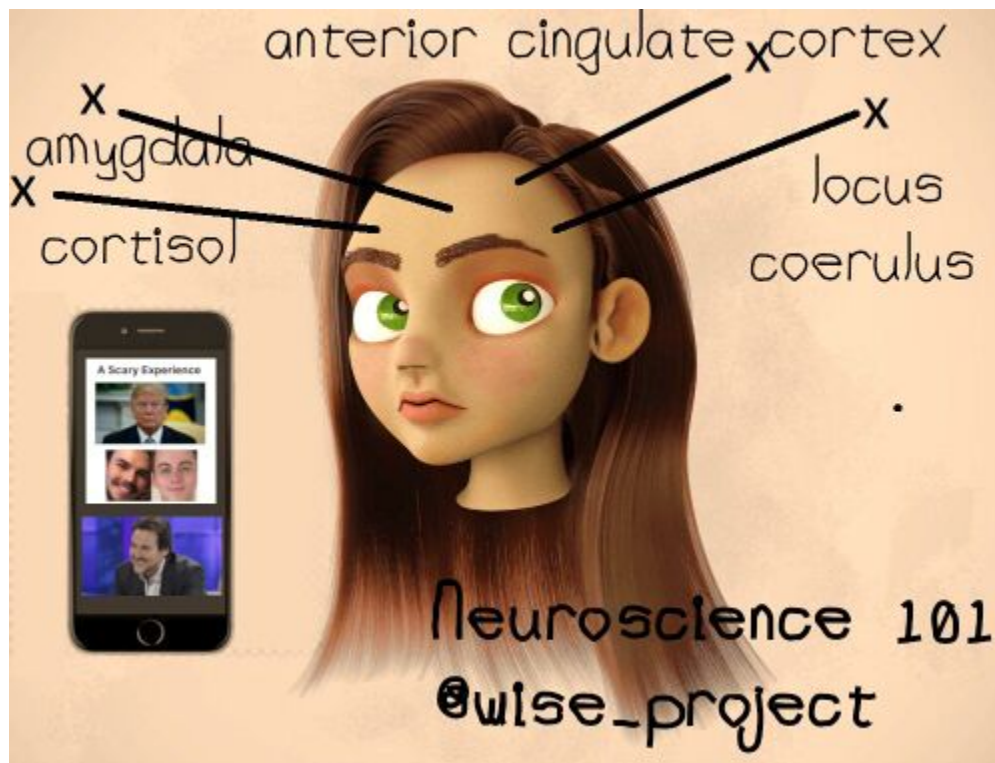 anterior cingulate x cortex
x
x
amygdala
x
locus
cortisol
coerulus
A Scary Experience
Neuroscience 101
@wise_project